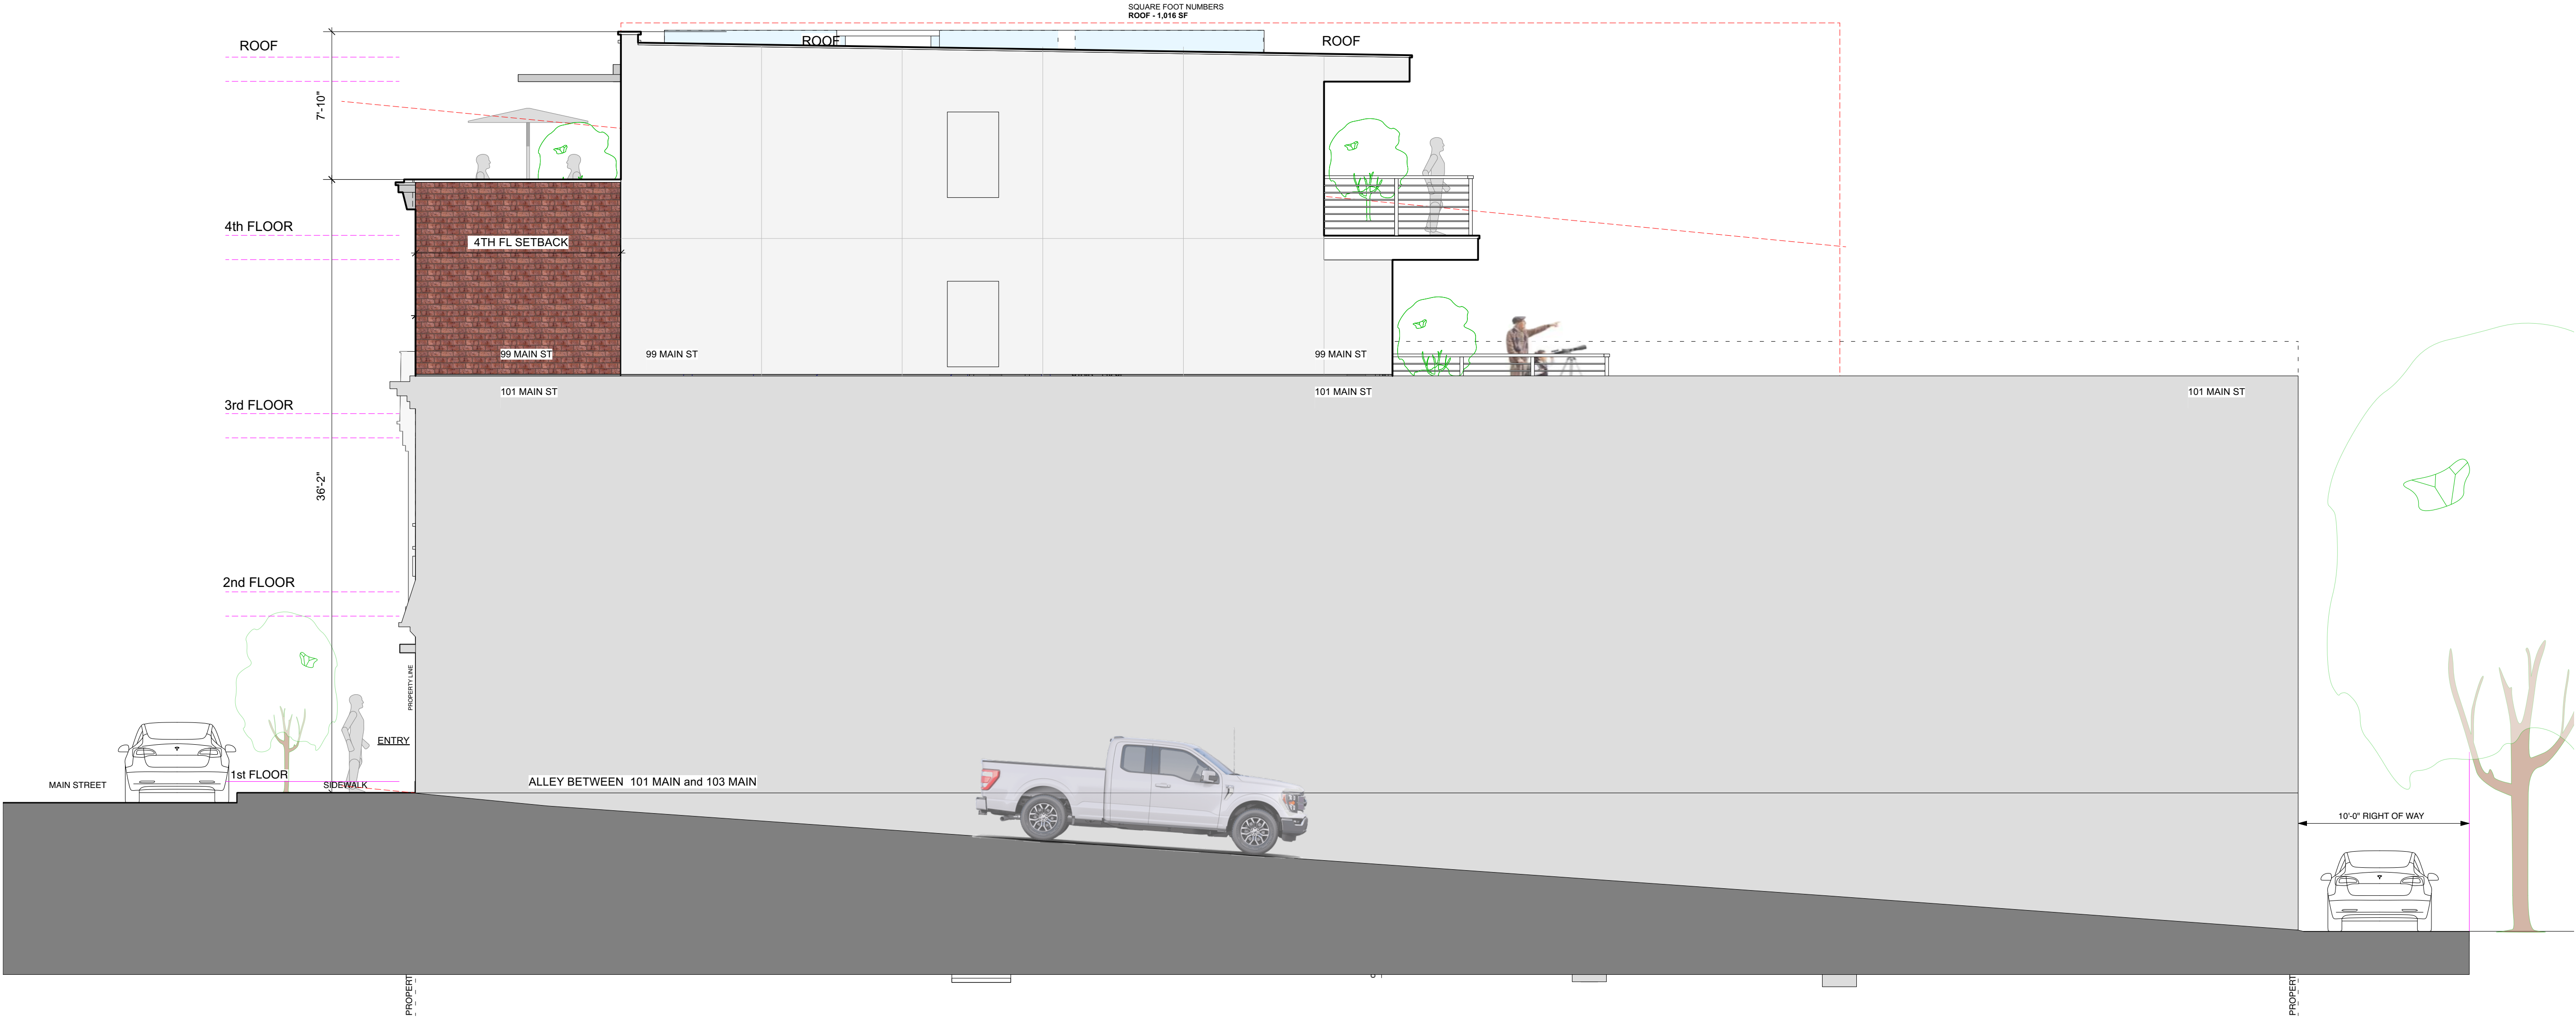 SQUARE FOOT NUMBERS
ROOF - 1,016 SF
ROOF
ROOF
ROOF
7'-10"
4th FLOOR
4TH FL SETBACK
99 MAIN ST
99 MAIN ST
99 MAIN ST
101 MAIN ST
101 MAIN ST
101 MAIN ST
3rd FLOOR
36'-2"
2nd FLOOR
PROPERTY LINE
ENTRY
1st FLOOR
MAIN STREET
SIDEWALK
ALLEY BETWEEN 101 MAIN and 103 MAIN
10'-0" RIGHT OF WAY
PROPERT
PROPERT